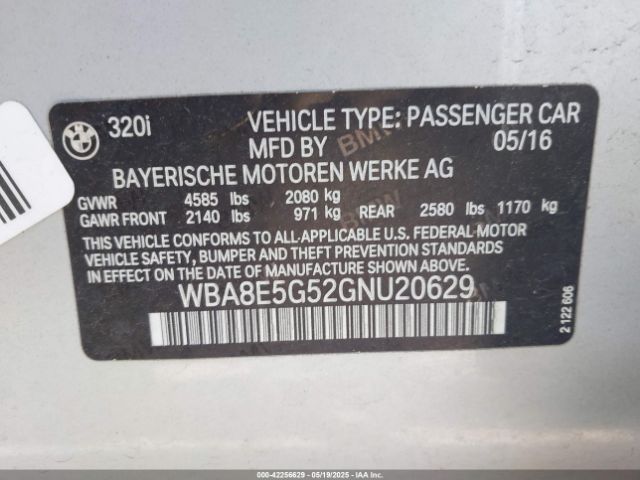 BMW
320i VEHICLE TYPE: PASSENGER CAR
MFD BY 05/16
BAYERISCHE MOTOREN WERKE AG
GVWR 4585 lbs 2080 kg
GAWR FRONT 2140 lbs 971 kg REAR 2580 lbs 1170 kg
THIS VEHICLE CONFORMS TO ALL APPLICABLE U.S. FEDERAL MOTOR
VEHICLE SAFETY, BUMPER AND THEFT PREVENTION STANDARDS
IN EFFECT ON THE DATE OF MANUFACTURE SHOWN ABOVE.
WBA8E5G52GNU20629
2 122 606
000-42256629 - 05/19/2025 - IAAI.COM